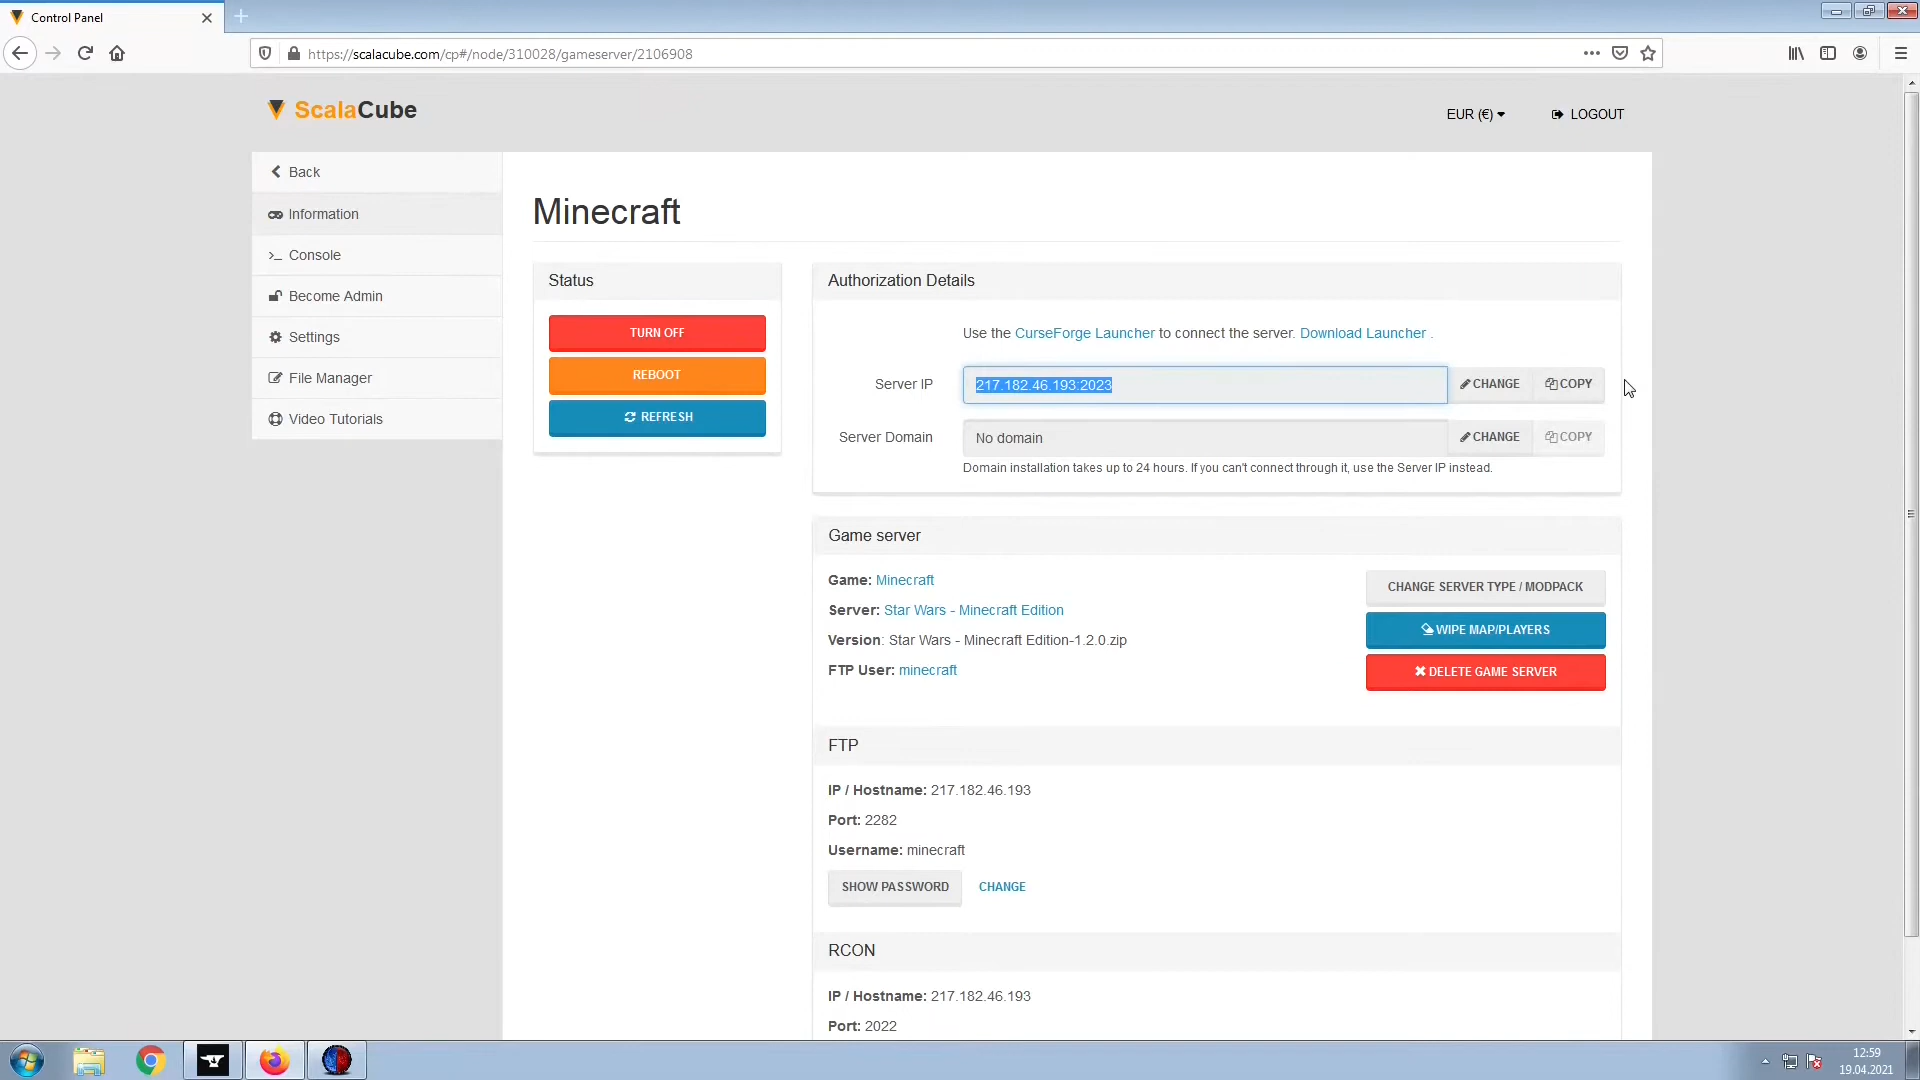 Control Panel
https://scalacube.com/cp#/node/310028/gameserver/2106908
ScalaCube
EUR (€)
LOGOUT
Back
Information
Console
Become Admin
Settings
File Manager
Video Tutorials
Minecraft
Status
TURN OFF
REBOOT
REFRESH
Authorization Details
Use the CurseForge Launcher to connect the server. Download Launcher .
Server IP
217.182.46.193:2023
CHANGE
COPY
Server Domain
No domain
CHANGE
COPY
Domain installation takes up to 24 hours. If you can't connect through it, use the Server IP instead.
Game server
Game: Minecraft
Server: Star Wars - Minecraft Edition
Version: Star Wars - Minecraft Edition-1.2.0.zip
FTP User: minecraft
CHANGE SERVER TYPE / MODPACK
WIPE MAP/PLAYERS
DELETE GAME SERVER
FTP
IP / Hostname: 217.182.46.193
Port: 2282
Username: minecraft
SHOW PASSWORD
CHANGE
RCON
IP / Hostname: 217.182.46.193
Port: 2022
12:59
19.04.2021